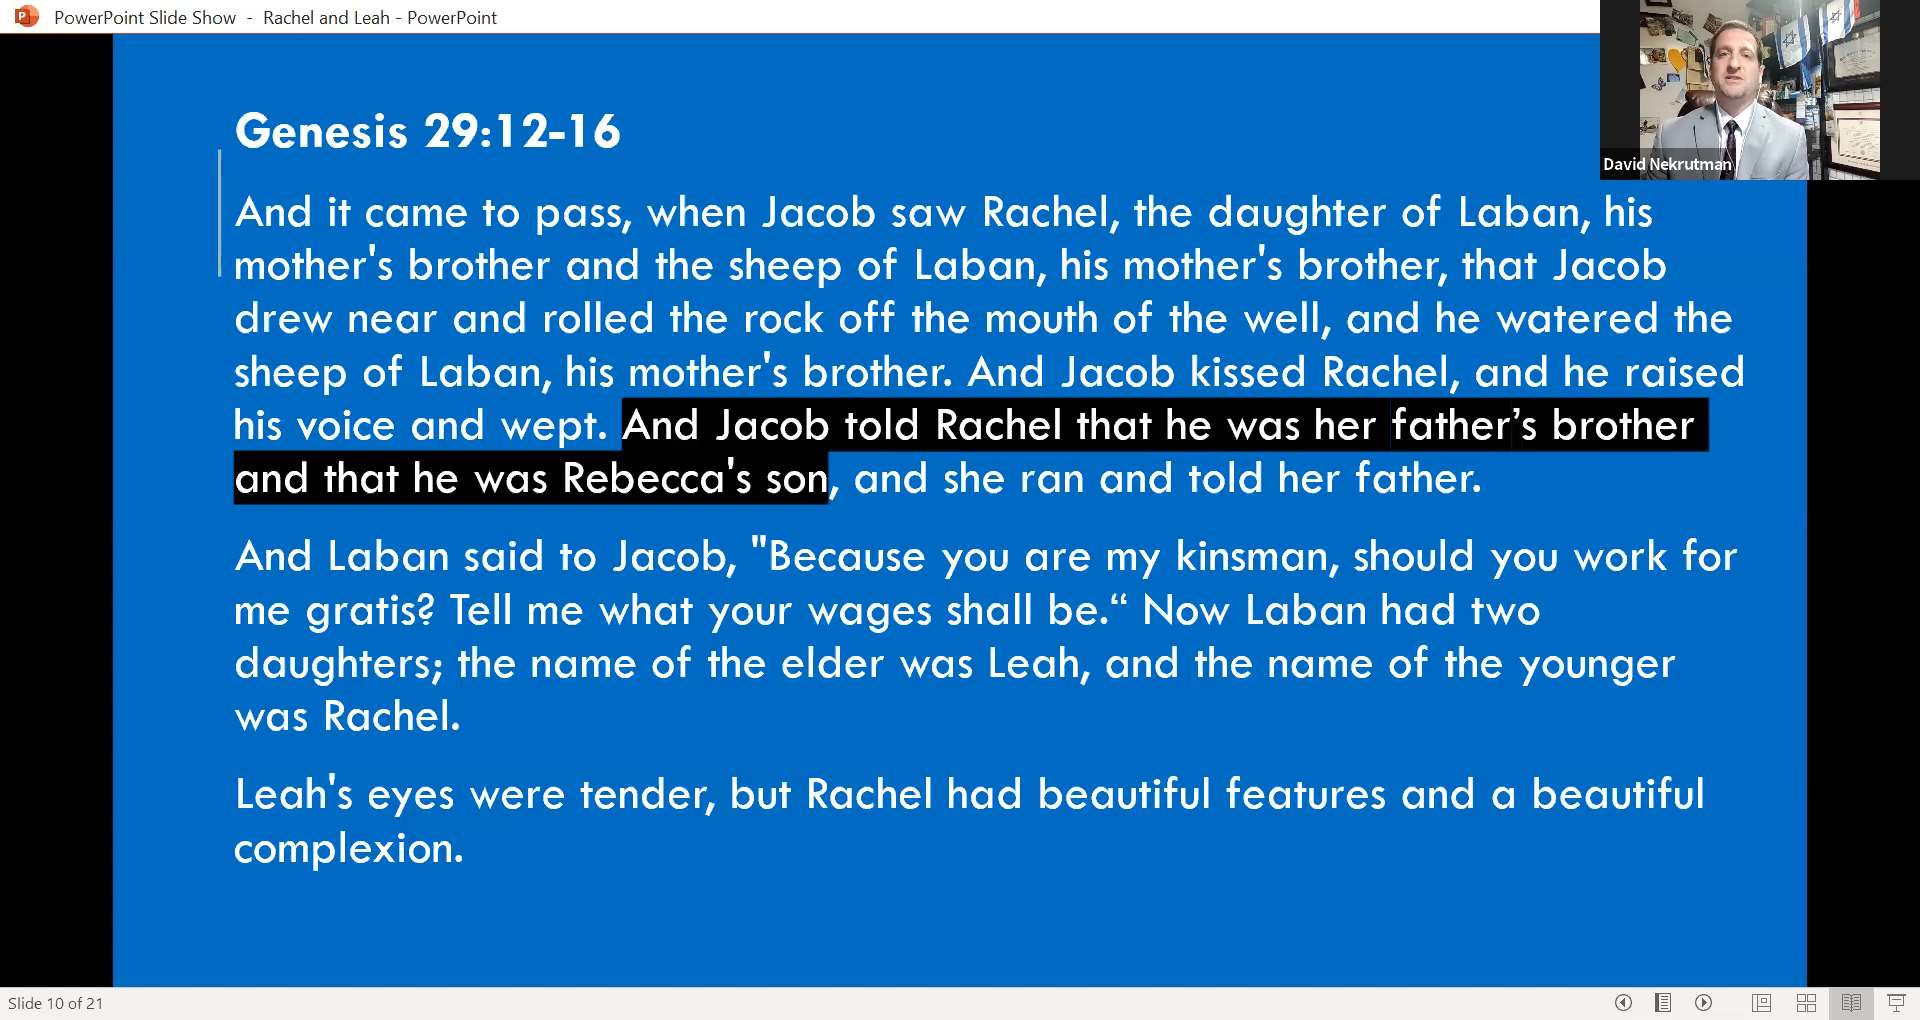 PowerPoint Slide Show - Rachel and Leah - PowerPoint
David Nekrutman
Genesis 29:12-16
And it came to pass, when Jacob saw Rachel, the daughter of Laban, his
mother's brother and the sheep of Laban, his mother's brother, that Jacob
drew near and rolled the rock off the mouth of the well, and he watered the
sheep of Laban, his mother's brother. And Jacob kissed Rachel, and he raised
his voice and wept. And Jacob told Rachel that he was her father’s brother
and that he was Rebecca's son, and she ran and told her father.
And Laban said to Jacob, "Because you are my kinsman, should you work for
me gratis? Tell me what your wages shall be.“ Now Laban had two
daughters; the name of the elder was Leah, and the name of the younger
was Rachel.
Leah's eyes were tender, but Rachel had beautiful features and a beautiful
complexion.
Slide 10 of 21